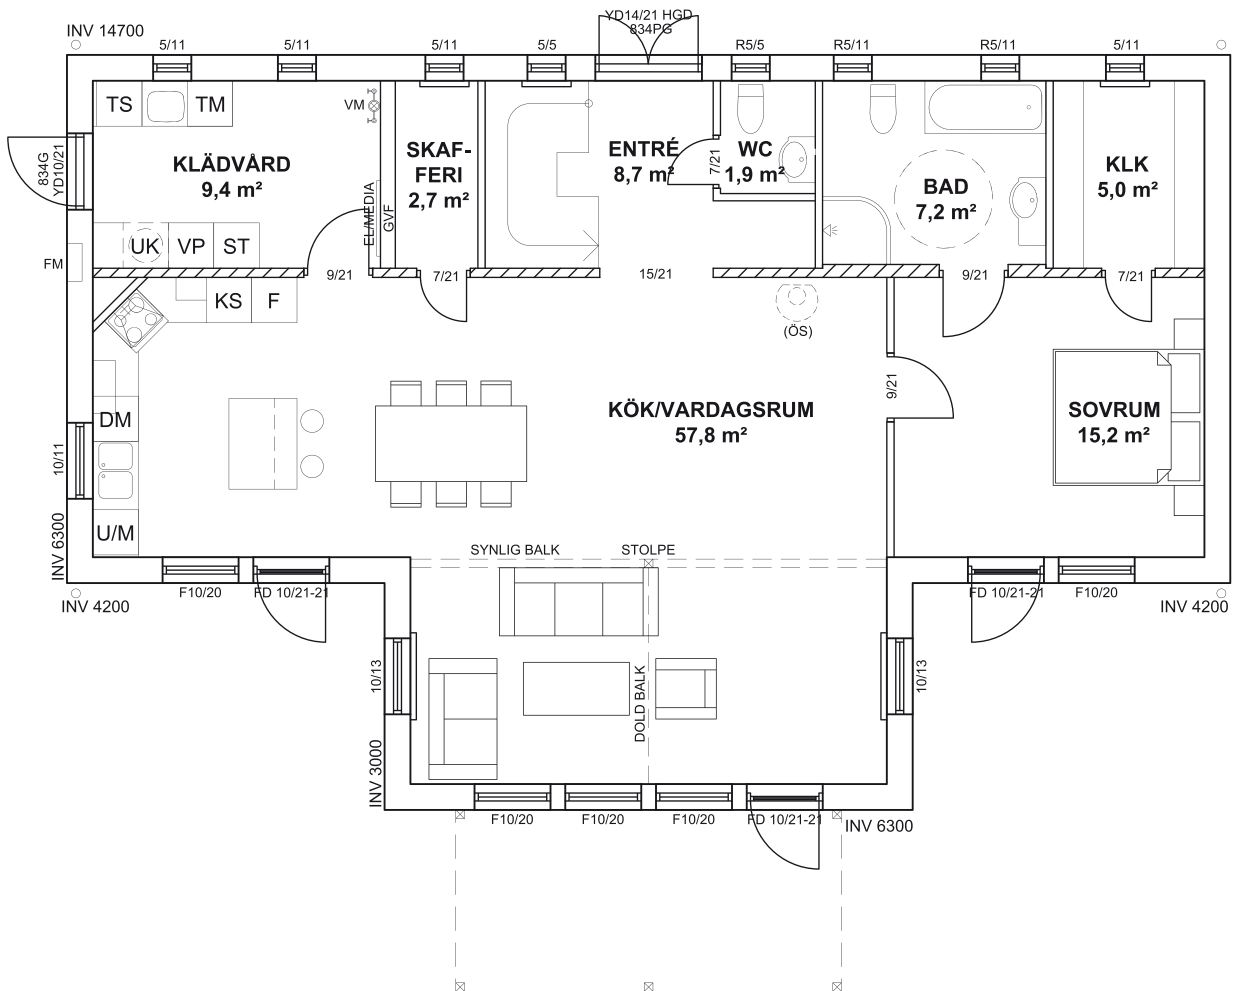 YD14/21 HGD
834PG
INV 14700
5/11
5/11
5/11
5/5
R5/5
R5/11
R5/11
5/11
TS
TM
VM
834G
YD10/21
KLÄDVÅRD
9,4 m²
SKAF-
FERI
2,7 m²
ENTRÉ
8,7 m²
7/21
WC
1,9 m²
BAD
7,2 m²
KLK
5,0 m²
EL/MEDIA
GVF
UK
VP
ST
FM
9/21
7/21
15/21
9/21
7/21
KS
F
(ÖS)
9/21
DM
KÖK/VARDAGSRUM
57,8 m²
SOVRUM
15,2 m²
10/11
U/M
INV 6300
SYNLIG BALK
STOLPE
F10/20
FD 10/21-21
FD 10/21-21
F10/20
INV 4200
INV 4200
10/13
DOLD BALK
10/13
INV 3000
F10/20
F10/20
F10/20
FD 10/21-21
INV 6300